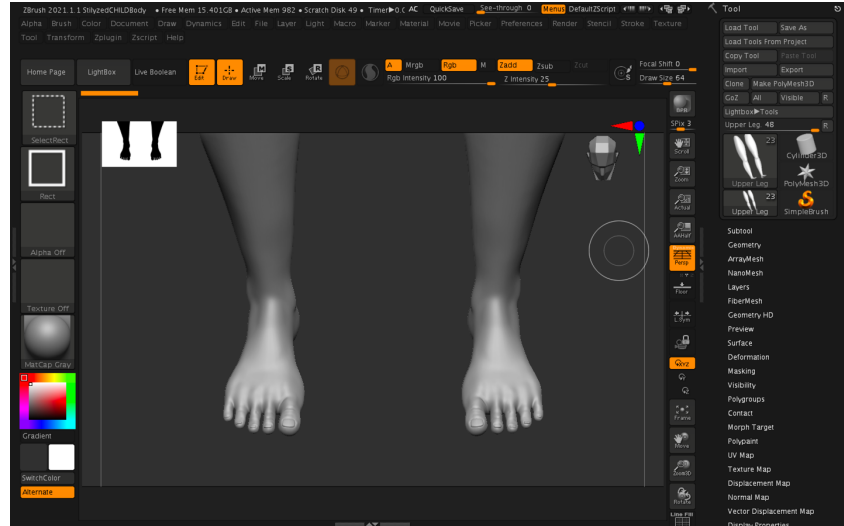 ZBrush 2021.1.1 StilyzedCHILDBody • Free Mem 15.401GB • Active Mem 982 • Scratch Disk 49 • Timer▶0.0 AC QuickSave See-through 0 Menus DefaultZScript
Alpha Brush Color Document Draw Dynamics Edit File Layer Light Macro Marker Material Movie Picker Preferences Render Stencil Stroke Texture
Tool Transform Zplugin Zscript Help
Home Page LightBox Live Boolean Edit Draw Move Scale Rotate
A Mrgb Rgb M Zadd Zsub Zcut Focal Shift 0
Rgb Intensity 100 Z Intensity 25 S Draw Size 64
SelectRect
Rect
Alpha Off
Texture Off
MatCap Gray
Gradient
SwitchColor
Alternate
BPR
SPix 3
Scroll
Zoom
Actual
AAHalf
Persp
Floor
L.Sym
QXYZ
Frame
Move
Zoom3D
Rotate
Line Fill
Tool
Load Tool Save As
Load Tools From Project
Copy Tool Paste Tool
Import Export
Clone Make PolyMesh3D
GoZ All Visible R
Lightbox▶Tools
Upper Leg. 48 R
23
Upper Leg
Cylinder3D
PolyMesh3D
23
Upper Leg
SimpleBrush
Subtool
Geometry
ArrayMesh
NanoMesh
Layers
FiberMesh
Geometry HD
Preview
Surface
Deformation
Masking
Visibility
Polygroups
Contact
Morph Target
Polypaint
UV Map
Texture Map
Displacement Map
Normal Map
Vector Displacement Map
Display Properties